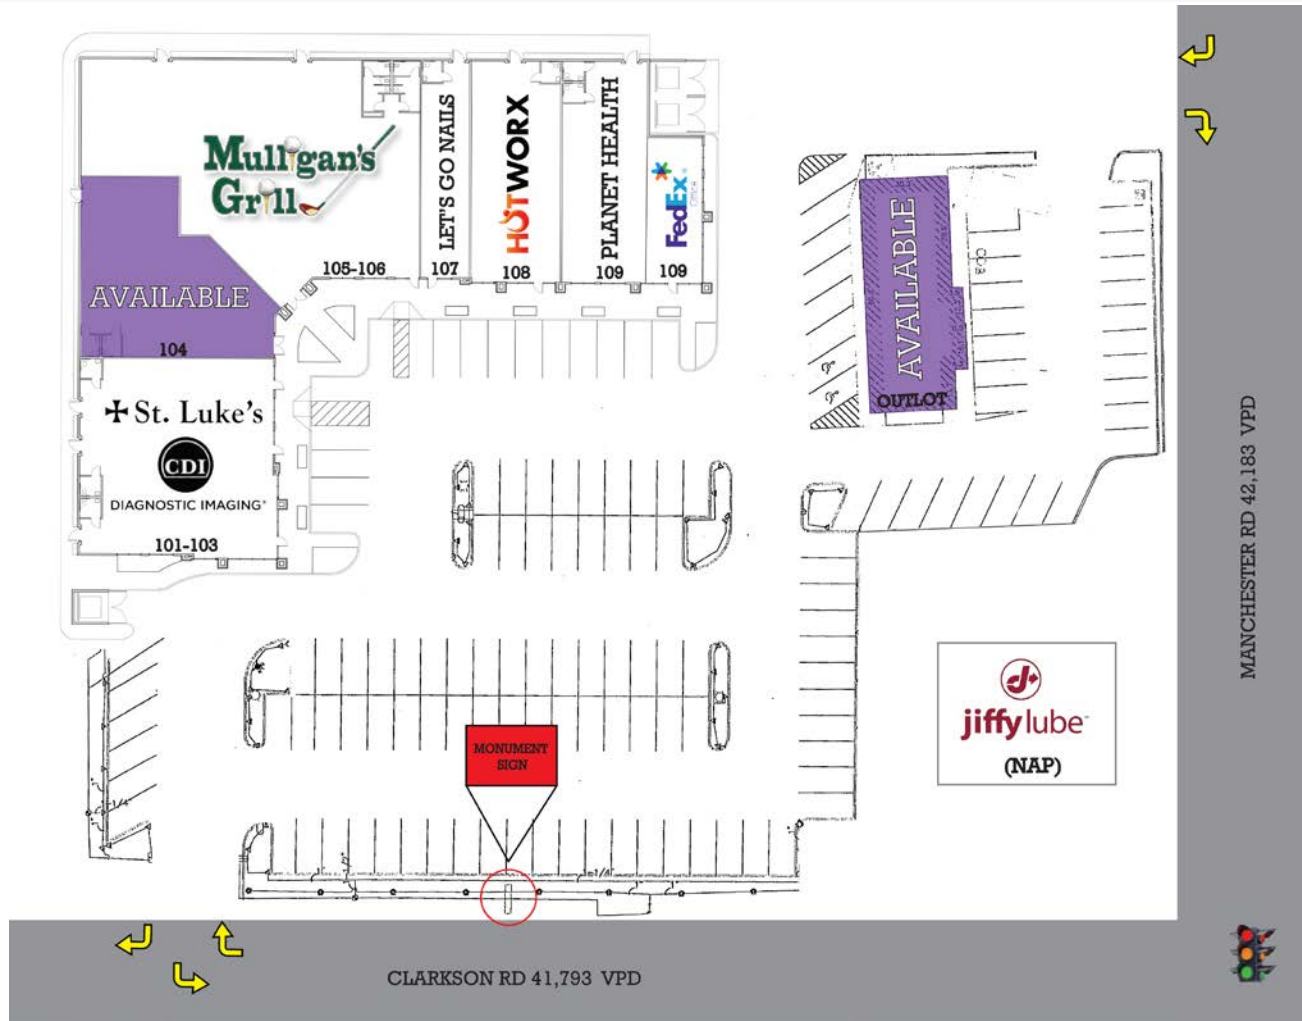 Mulligan's
Grill
LET'S GO NAILS
HOTWORX
PLANET HEALTH
FedEx
Office
105-106
107
108
109
109
AVAILABLE
104
St. Luke's
CDI
DIAGNOSTIC IMAGING
101-103
AVAILABLE
OUTLOT
MANCHESTER RD 42,183 VPD
jiffy lube
(NAP)
MONUMENT
SIGN
CLARKSON RD 41,793 VPD